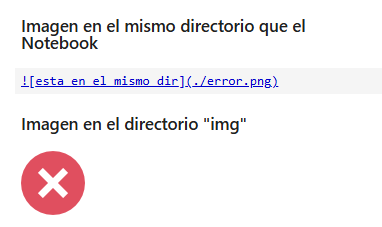 Imagen en el mismo directorio que el
Notebook
![esta en el mismo dir](./error.png)
Imagen en el directorio "img"